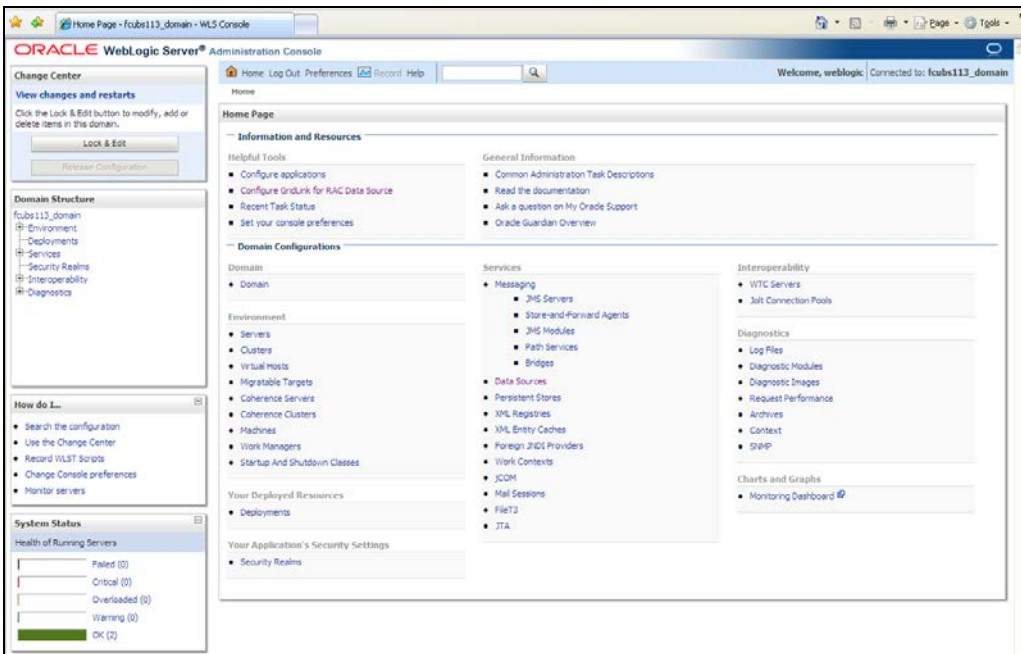 Home Page - fcubs113_domain - WLS Console
Page
Tools
ORACLE WebLogic Server® Administration Console
Change Center
View changes and restarts
Click the Lock & Edit button to modify, add or
delete items in this domain.
Lock & Edit
Release Configuration
Domain Structure
fcubs113_domain
Environment
Deployments
Services
Security Realms
Interoperability
Diagnostics
How do I...
Search the configuration
Use the Change Center
Record WLST Scripts
Change Console preferences
Monitor servers
System Status
Health of Running Servers
Failed (0)
Critical (0)
Overloaded (0)
Warning (0)
OK (2)
Home Log Out Preferences Record Help
Welcome, weblogic Connected to: fcubs113_domain
Home
Home Page
Information and Resources
Helpful Tools
Configure applications
Configure GridLink for RAC Data Source
Recent Task Status
Set your console preferences
General Information
Common Administration Task Descriptions
Read the documentation
Ask a question on My Oracle Support
Oracle Guardian Overview
Domain Configurations
Domain
Domain
Environment
Servers
Clusters
Virtual Hosts
Migratable Targets
Coherence Servers
Coherence Clusters
Machines
Work Managers
Startup And Shutdown Classes
Your Deployed Resources
Deployments
Your Application's Security Settings
Security Realms
Services
Messaging
JMS Servers
Store-and-Forward Agents
JMS Modules
Path Services
Bridges
Data Sources
Persistent Stores
XML Registries
XML Entity Caches
Foreign JNDI Providers
Work Contexts
jCOM
Mail Sessions
FileT3
JTA
Interoperability
WTC Servers
Jolt Connection Pools
Diagnostics
Log Files
Diagnostic Modules
Diagnostic Images
Request Performance
Archives
Context
SNMP
Charts and Graphs
Monitoring Dashboard